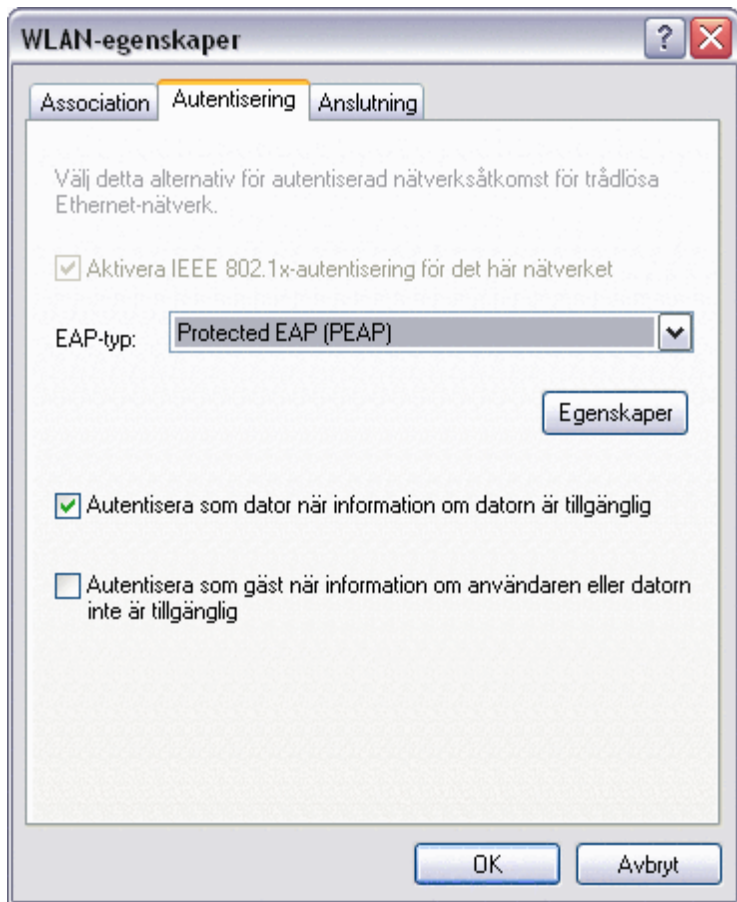 WLAN-egenskaper
Association
Autentisering
Anslutning
Välj detta alternativ för autentiserad nätverksåtkomst för trådlösa
Ethernet-nätverk.
Aktivera IEEE 802.1x-autentisering för det här nätverket
EAP-typ:
Protected EAP (PEAP)
Egenskaper
Autentisera som dator när information om datorn är tillgänglig
Autentisera som gäst när information om användaren eller datorn
inte är tillgänglig
OK
Avbryt